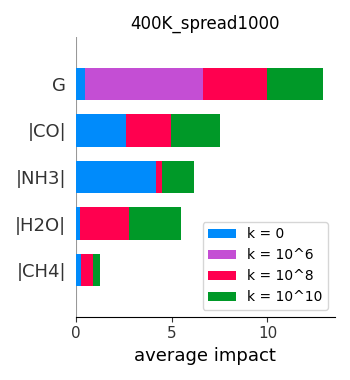 400K_spread1000
G
|CO|
|NH3|
|H2O|
|CH4|
k = 0
k = 10^6
k = 10^8
k = 10^10
0 5 10
average impact